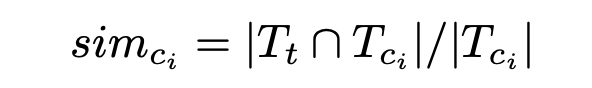 sim_{c_i} = |T_t ∩ T_{c_i}|/|T_{c_i}|